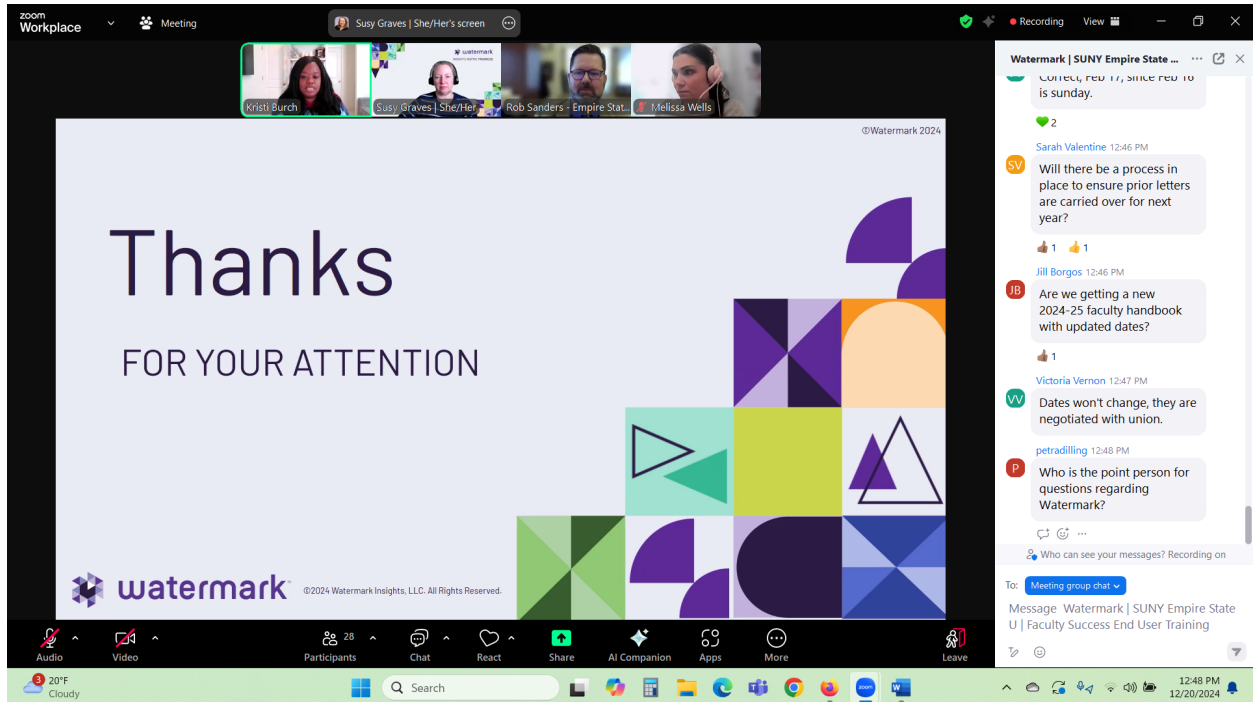 zoom
Workplace
Meeting
Susy Graves | She/Her's screen
Recording
View
Kristi Burch
watermark
Susy Graves | She/Her
Rob Sanders - Empire Stat...
Melissa Wells
©Watermark 2024
Thanks
FOR YOUR ATTENTION
watermark
©2024 Watermark Insights, LLC. All Rights Reserved.
Watermark | SUNY Empire State ...
Correct, Feb 17, since Feb 16
is sunday.
2
Sarah Valentine 12:46 PM
SV
Will there be a process in
place to ensure prior letters
are carried over for next
year?
1 1
Jill Borgos 12:46 PM
JB
Are we getting a new
2024-25 faculty handbook
with updated dates?
1
Victoria Vernon 12:47 PM
VV
Dates won't change, they are
negotiated with union.
petradilling 12:48 PM
P
Who is the point person for
questions regarding
Watermark?
Who can see your messages? Recording on
To: Meeting group chat
Message Watermark | SUNY Empire State
U | Faculty Success End User Training
Audio
Video
28
Participants
Chat
React
Share
AI Companion
Apps
More
Leave
3
20°F
Cloudy
Search
zoom
12:48 PM
12/20/2024